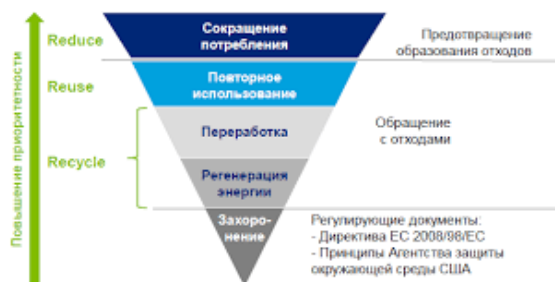 Повышение приоритетности
Reduce
Сокращение
потребления
Предотвращение
образования отходов
Reuse
Повторное
использование
Recycle
Переработка
Обращение
с отходами
Регенерация
энергии
Захоро-
нение
Регулирующие документы:
- Директива ЕС 2008/98/ЕС
- Принципы Агентства защиты
окружающей среды США